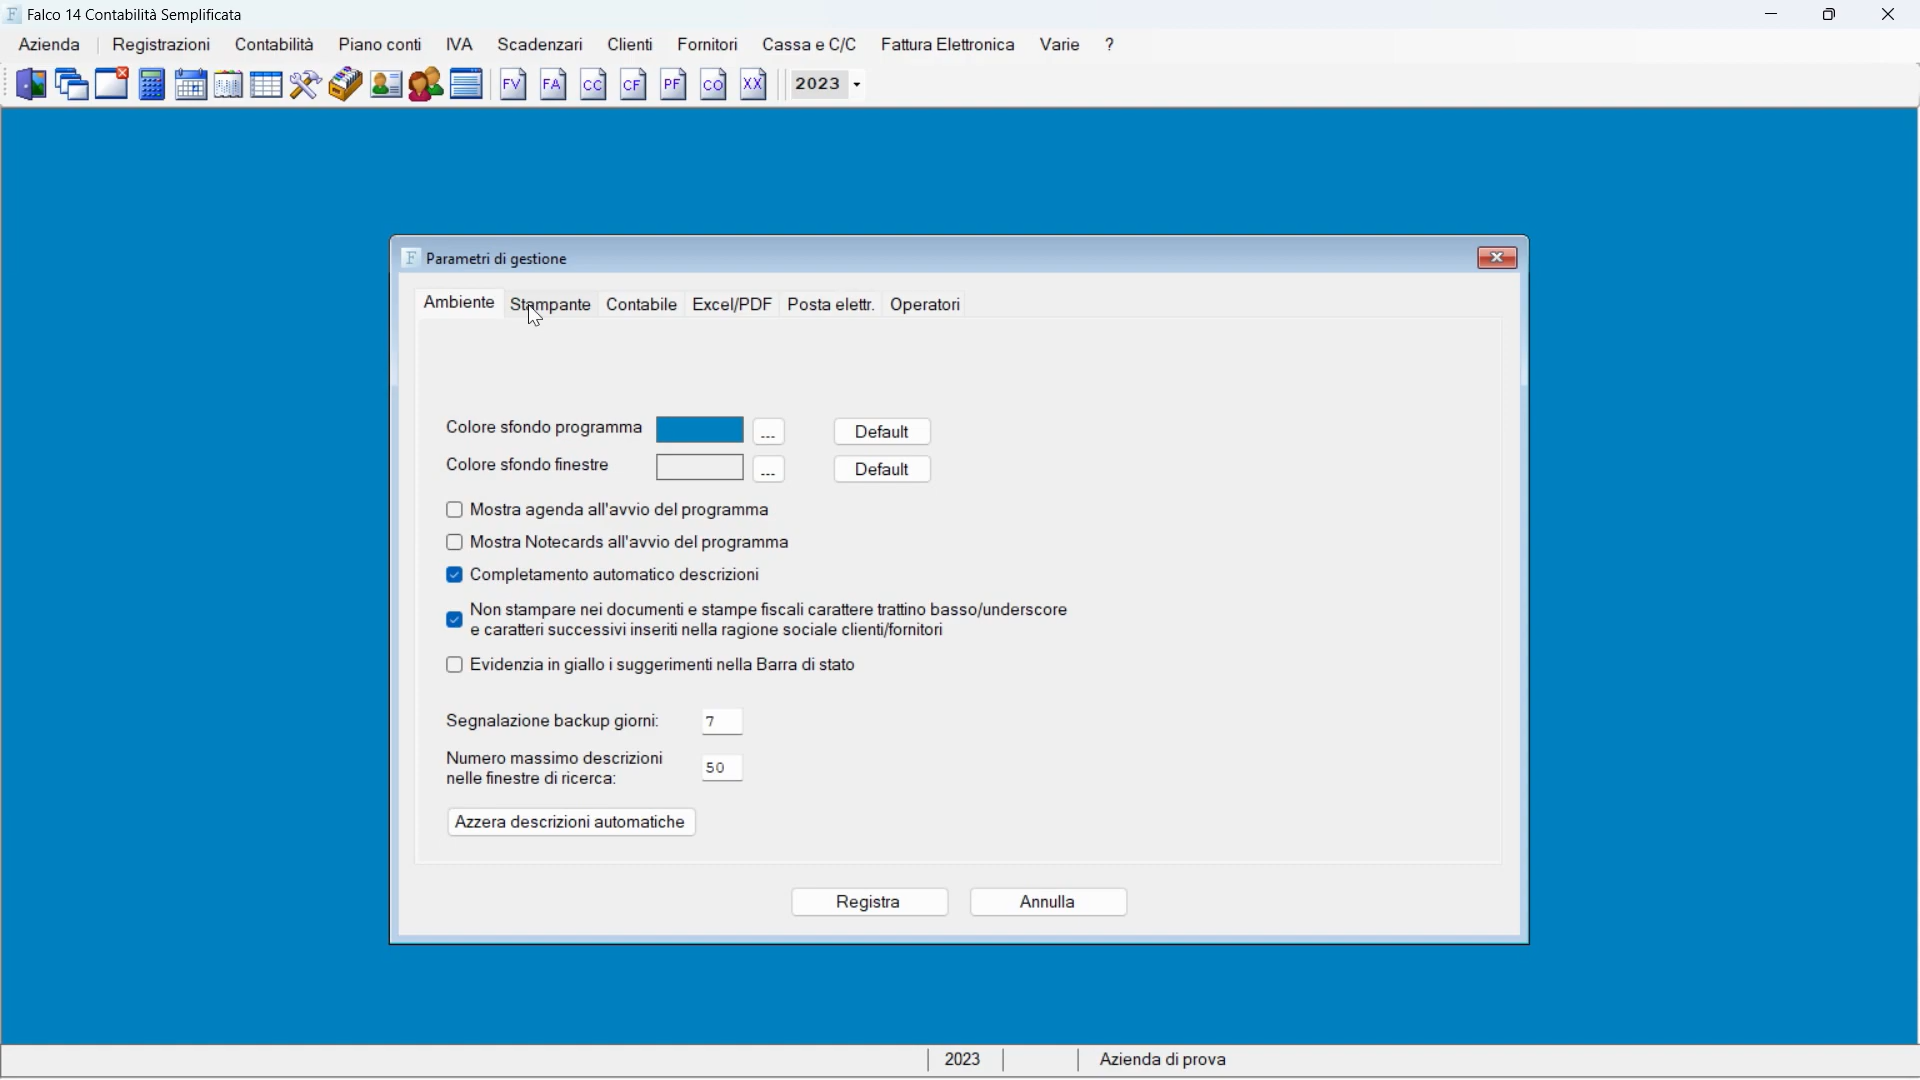 Falco 14 Contabilità Semplificata
Azienda Registrazioni Contabilità Piano conti IVA Scadenzari Clienti Fornitori Cassa e C/C Fattura Elettronica Varie ?
FV FA CC CF PF CO XX 2023
Parametri di gestione
Ambiente Stampante Contabile Excel/PDF Posta elettr. Operatori
Colore sfondo programma ... Default
Colore sfondo finestre ... Default
Mostra agenda all'avvio del programma
Mostra Notecards all'avvio del programma
Completamento automatico descrizioni
Non stampare nei documenti e stampe fiscali carattere trattino basso/underscore
e caratteri successivi inseriti nella ragione sociale clienti/fornitori
Evidenzia in giallo i suggerimenti nella Barra di stato
Segnalazione backup giorni: 7
Numero massimo descrizioni
nelle finestre di ricerca: 50
Azzera descrizioni automatiche
Registra Annulla
2023 Azienda di prova